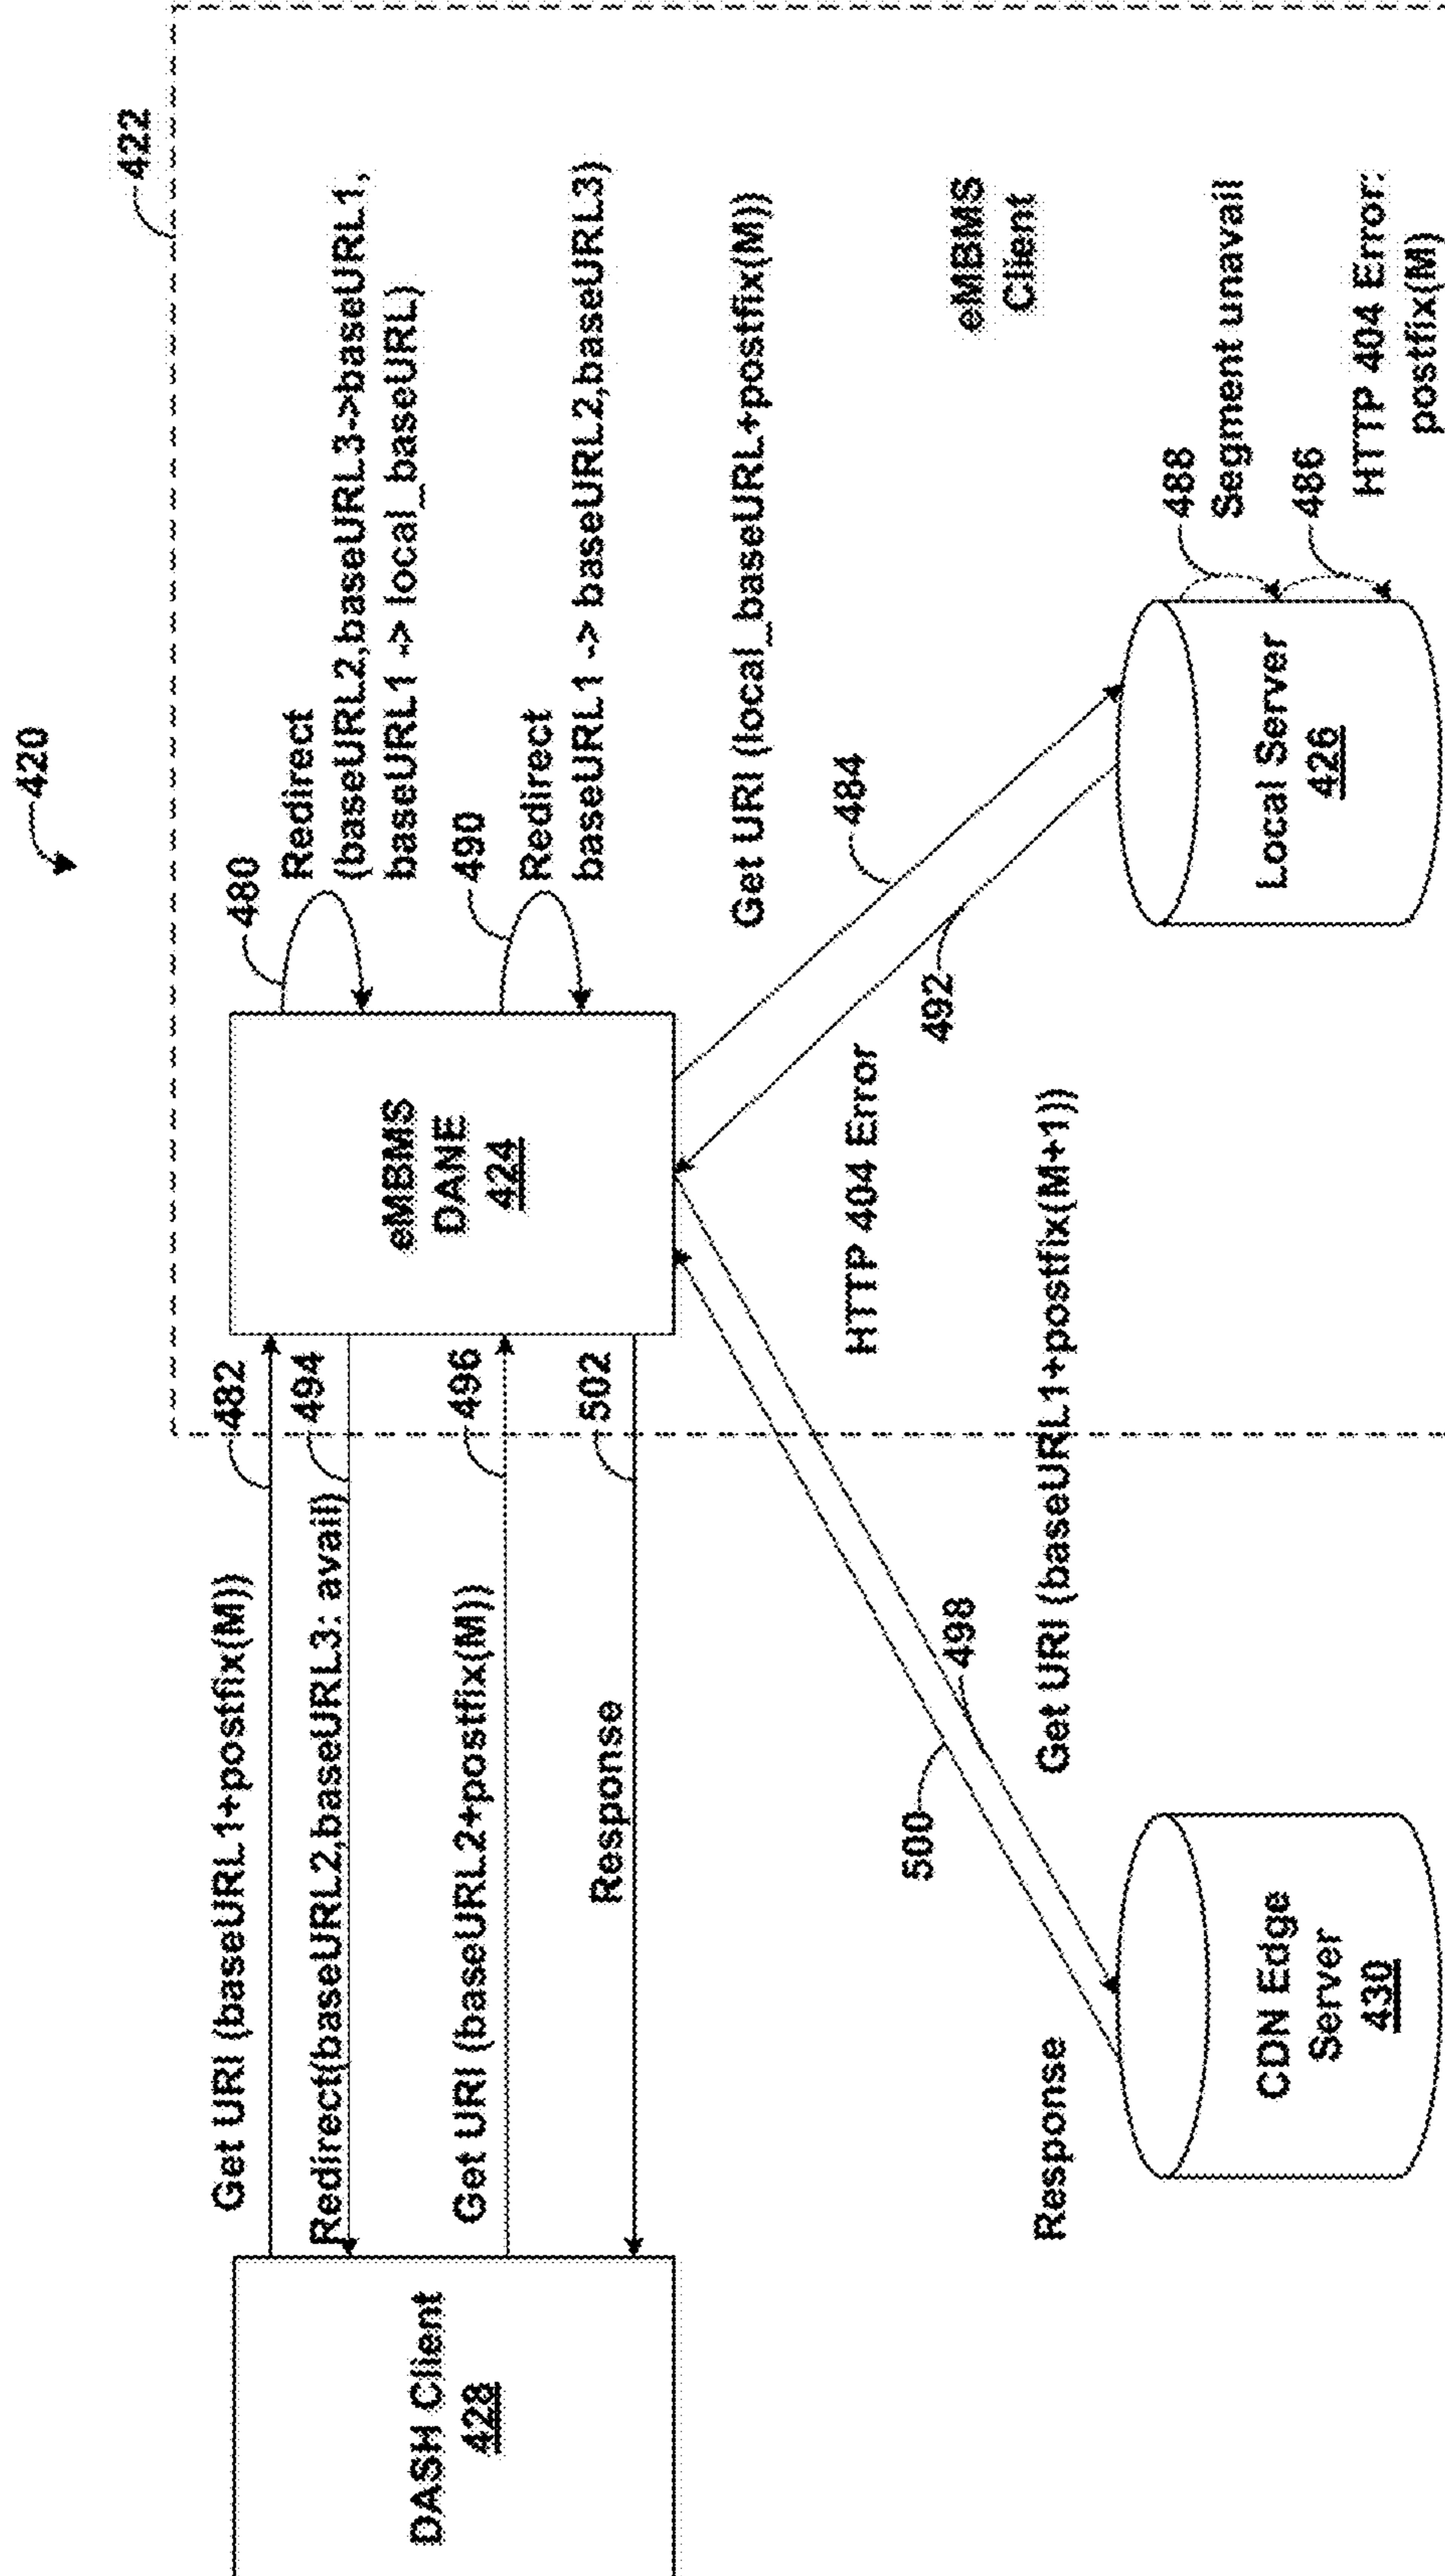 420
422
480
Redirect
(baseURL2,baseURL3->baseURL1,
baseURL1 -> local_baseURL)
490
Redirect
baseURL1 -> baseURL2,baseURL3)
Get URI (baseURL1+postfix(M))
482
Redirect(baseURL2,baseURL3: avail)
494
Get URI (baseURL2+postfix(M))
496
Response
502
DASH Client
428
eMBMS
DANE
424
Get URI (local_baseURL+postfix(M))
484
492
HTTP 404 Error
eMBMS
Client
500
498
Get URI (baseURL1+postfix(M+1))
Response
CDN Edge
Server
430
Local Server
426
488
Segment unavail
486
HTTP 404 Error:
postfix(M)